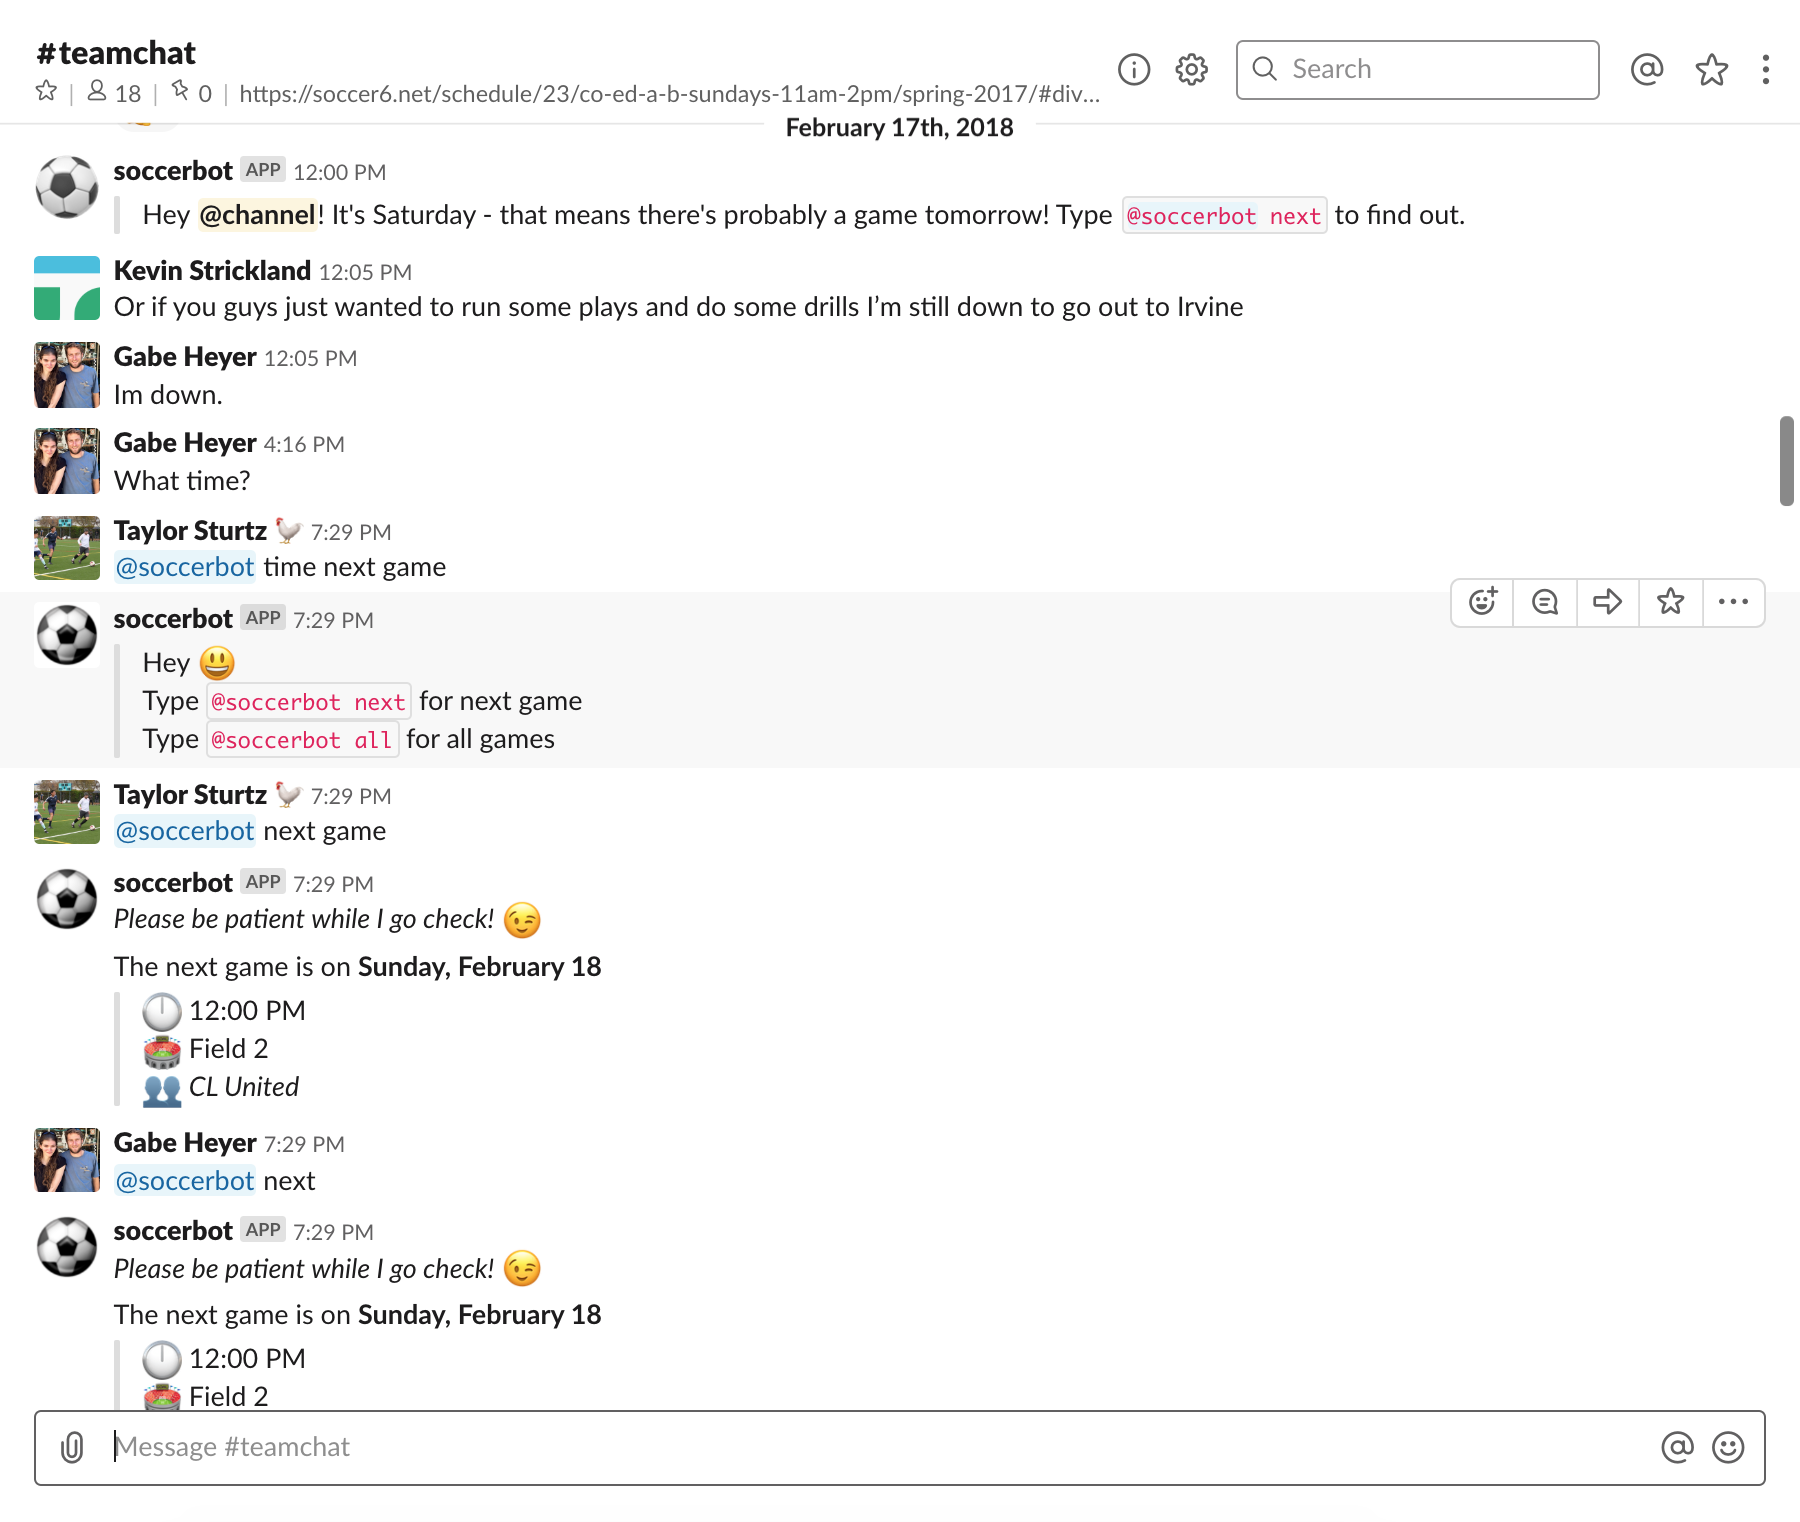 #teamchat
18 | 0 | https://soccer6.net/schedule/23/co-ed-a-b-sundays-11am-2pm/spring-2017/#div...
Search
February 17th, 2018
soccerbot APP 12:00 PM
Hey @channel! It's Saturday - that means there's probably a game tomorrow! Type @soccerbot next to find out.
Kevin Strickland 12:05 PM
Or if you guys just wanted to run some plays and do some drills I’m still down to go out to Irvine
Gabe Heyer 12:05 PM
Im down.
Gabe Heyer 4:16 PM
What time?
Taylor Sturtz 🐓 7:29 PM
@soccerbot time next game
soccerbot APP 7:29 PM
Hey 😃
Type @soccerbot next for next game
Type @soccerbot all for all games
Taylor Sturtz 🐓 7:29 PM
@soccerbot next game
soccerbot APP 7:29 PM
Please be patient while I go check! 😉
The next game is on Sunday, February 18
🕛 12:00 PM
🏟 Field 2
👥 CL United
Gabe Heyer 7:29 PM
@soccerbot next
soccerbot APP 7:29 PM
Please be patient while I go check! 😉
The next game is on Sunday, February 18
🕛 12:00 PM
🏟 Field 2
Message #teamchat